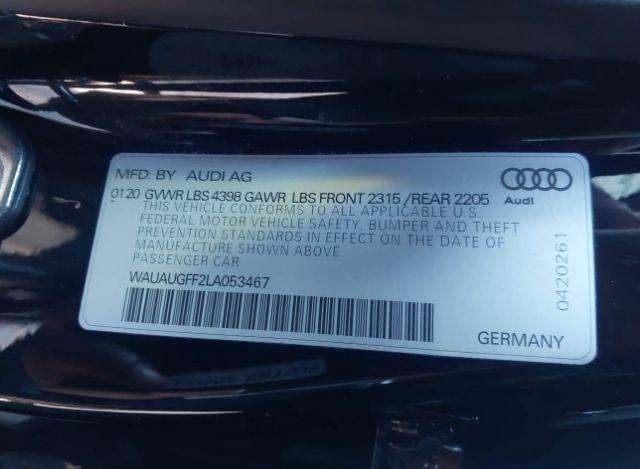 MFD. BY AUDI AG
0120 GVWR LBS 4398 GAWR LBS FRONT 2315 /REAR 2205
THIS VEHICLE CONFORMS TO ALL APPLICABLE U.S.
FEDERAL MOTOR VEHICLE SAFETY, BUMPER AND THEFT
PREVENTION STANDARDS IN EFFECT ON THE DATE OF
MANUFACTURE SHOWN ABOVE
PASSENGER CAR
WAUAUGFF2LA053467
Audi
0420261
GERMANY